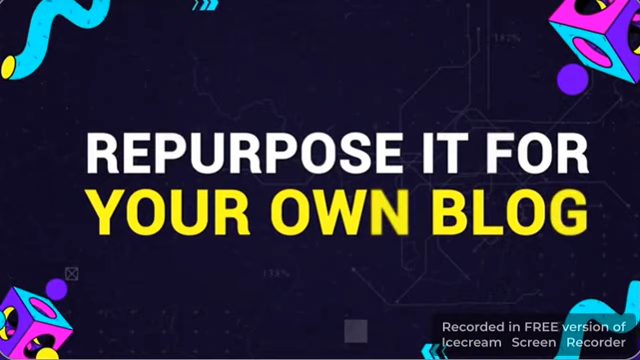 REPURPOSE IT FOR
YOUR OWN BLOG
Recorded in FREE version of
Icecream Screen Recorder